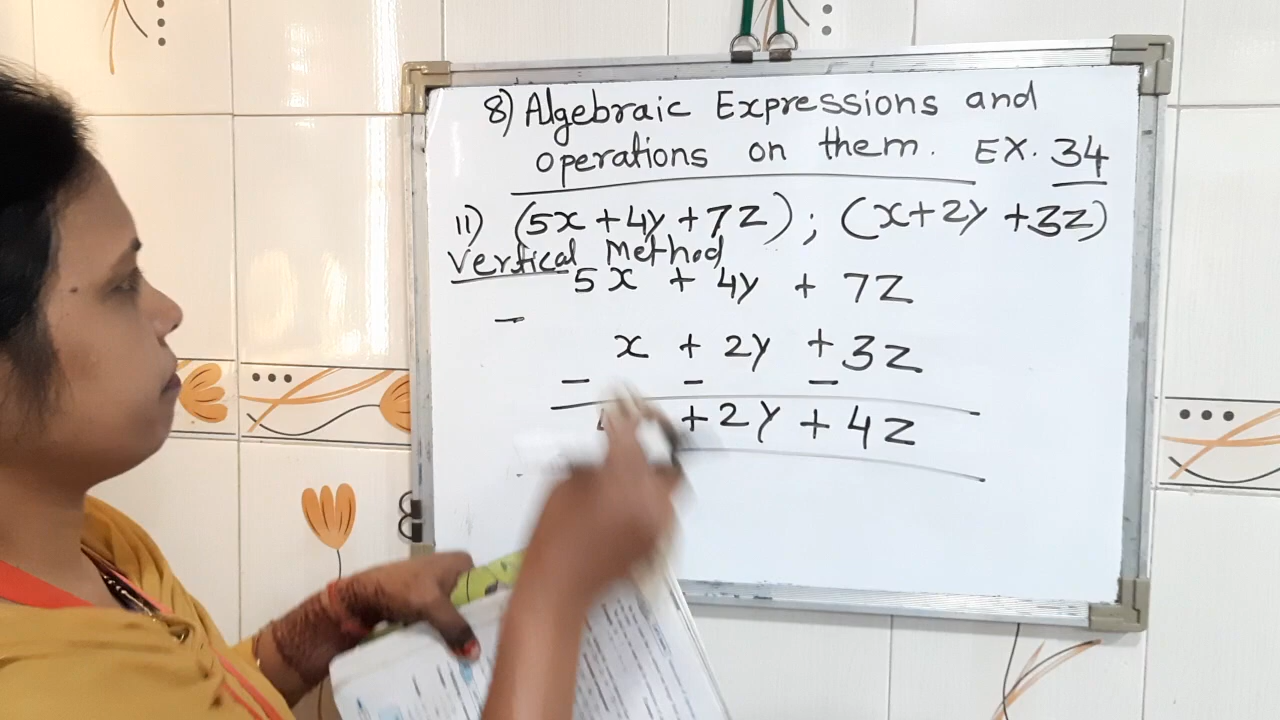 8) Algebraic Expressions and
operations on them. EX. 34
11) (5x + 4y + 7z) ; (x + 2y + 3z)
Vertical Method
5x + 4y + 7z
−
x + 2y + 3z
− − −
+ 2y + 4z